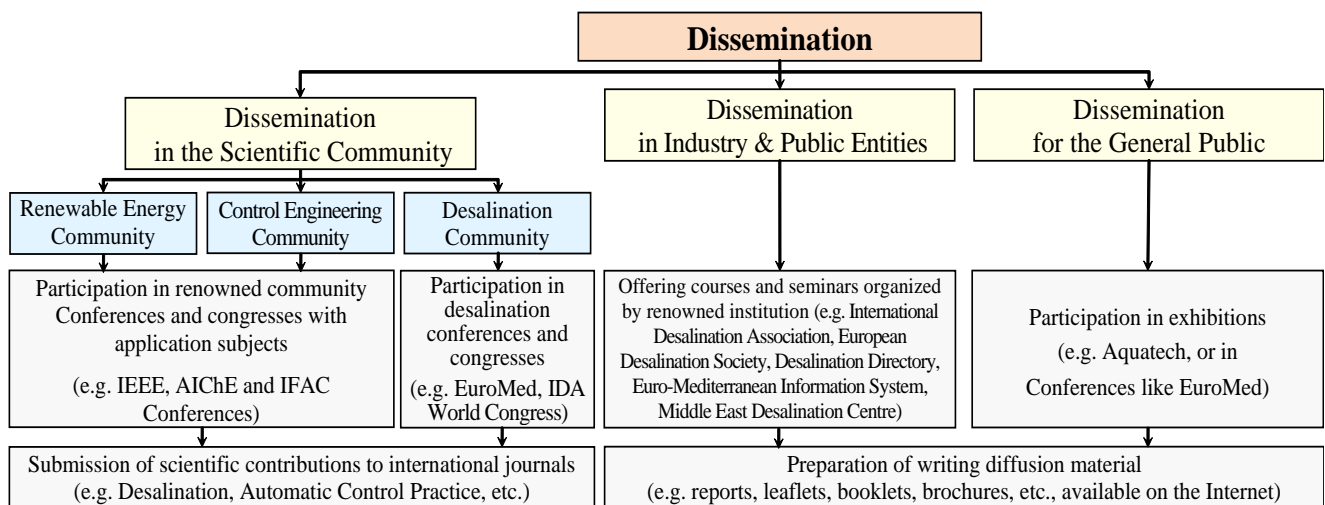 Dissemination
Dissemination
in the Scientific Community
Dissemination
in Industry & Public Entities
Dissemination
for the General Public
Renewable Energy
Community
Control Engineering
Community
Desalination
Community
Participation in renowned community
Conferences and congresses with
application subjects
(e.g. IEEE, AIChE and IFAC
Conferences)
Participation in
desalination
conferences and
congresses
(e.g. EuroMed, IDA
World Congress)
Offering courses and seminars organized
by renowned institution (e.g. International
Desalination Association, European
Desalination Society, Desalination Directory,
Euro-Mediterranean Information System,
Middle East Desalination Centre)
Participation in exhibitions
(e.g. Aquatech, or in
Conferences like EuroMed)
Submission of scientific contributions to international journals
(e.g. Desalination, Automatic Control Practice, etc.)
Preparation of writing diffusion material
(e.g. reports, leaflets, booklets, brochures, etc., available on the Internet)